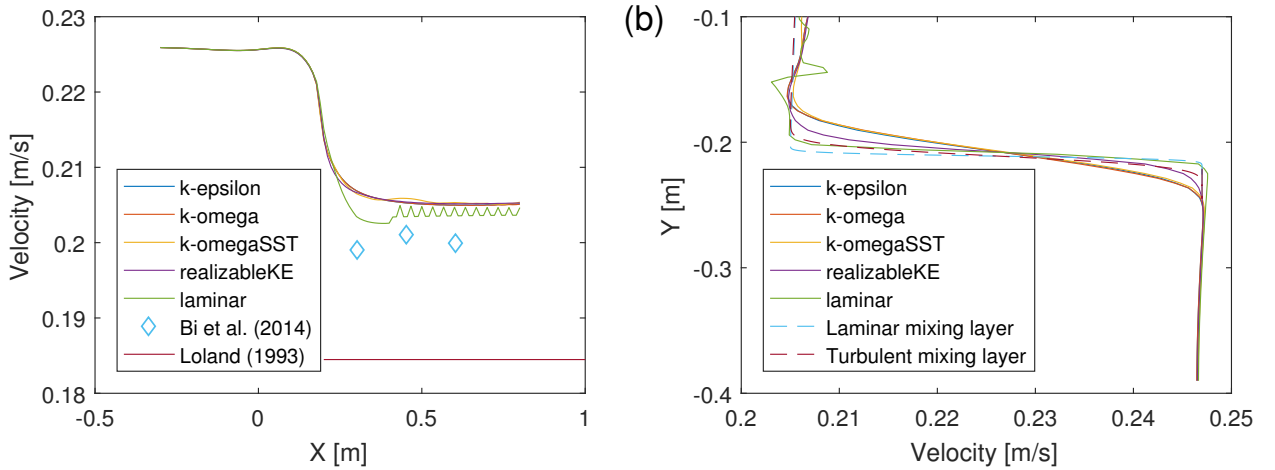 0.23
0.22
0.21
0.2
0.19
0.18
Velocity [m/s]
k-epsilon
k-omega
k-omegaSST
realizableKE
laminar
Bi et al. (2014)
Loland (1993)
-0.5
0
0.5
1
X [m]
(b)
-0.1
-0.2
-0.3
-0.4
Y [m]
k-epsilon
k-omega
k-omegaSST
realizableKE
laminar
Laminar mixing layer
Turbulent mixing layer
0.2
0.21
0.22
0.23
0.24
0.25
Velocity [m/s]